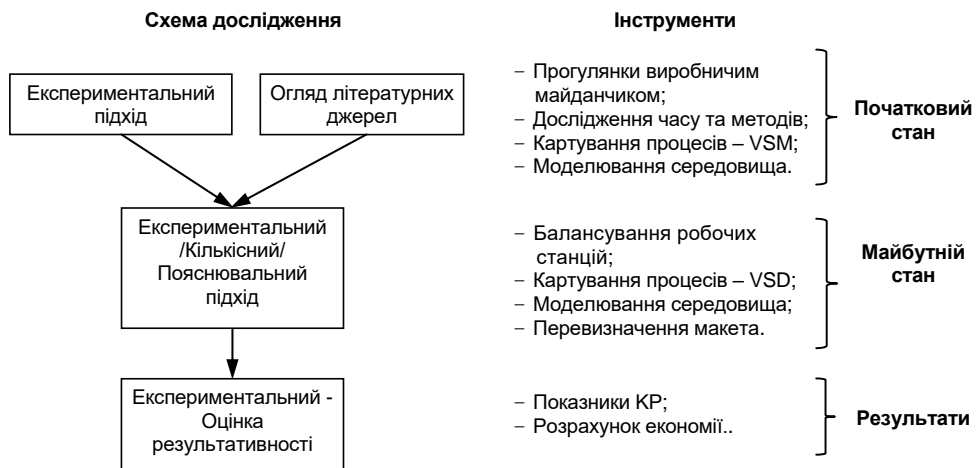 Схема дослідження
Експериментальний
підхід
Огляд літературних
джерел
Експериментальний
/Кількісний/
Пояснювальний
підхід
Експериментальний -
Оцінка
результативності
Інструменти
− Прогулянки виробничим
майданчиком;
− Дослідження часу та методів;
− Картування процесів – VSM;
− Моделювання середовища.
Початковий
стан
− Балансування робочих
станцій;
− Картування процесів – VSD;
− Моделювання середовища;
− Перевизначення макета.
Майбутній
стан
− Показники KP;
− Розрахунок економії..
Результати